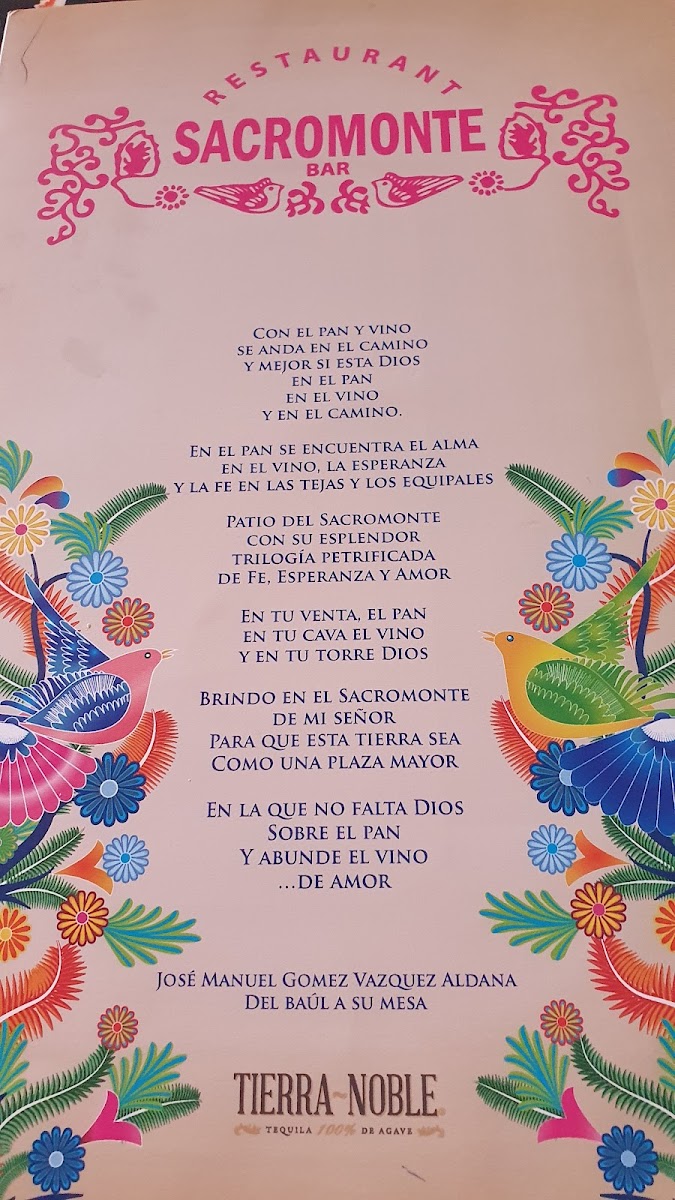 RESTAURANT
SACROMONTE
BAR
CON EL PAN Y VINO
SE ANDA EN EL CAMINO
Y MEJOR SI ESTA DIOS
EN EL PAN
EN EL VINO
Y EN EL CAMINO.
EN EL PAN SE ENCUENTRA EL ALMA
EN EL VINO, LA ESPERANZA
Y LA FE EN LAS TEJAS Y LOS EQUIPALES
PATIO DEL SACROMONTE
CON SU ESPLENDOR
TRILOGÍA PETRIFICADA
DE FE, ESPERANZA Y AMOR
EN TU VENTA, EL PAN
EN TU CAVA EL VINO
Y EN TU TORRE DIOS
BRINDO EN EL SACROMONTE
DE MI SEÑOR
PARA QUE ESTA TIERRA SEA
COMO UNA PLAZA MAYOR
EN LA QUE NO FALTA DIOS
SOBRE EL PAN
Y ABUNDE EL VINO
...DE AMOR
JOSÉ MANUEL GOMEZ VAZQUEZ ALDANA
DEL BAÚL A SU MESA
TIERRA~NOBLE
TEQUILA 100% DE AGAVE